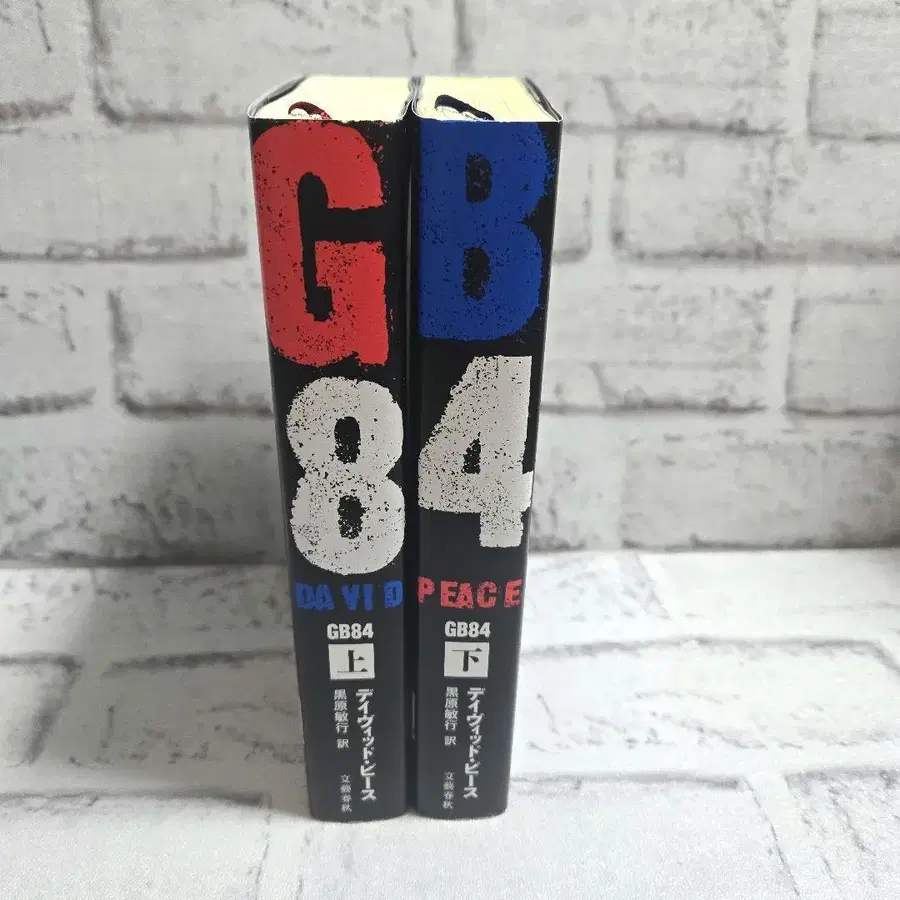 G
8
DAVID
GB84
上
デイヴィッド・ピース
黒原敏行 訳
文藝春秋
B
4
PEACE
GB84
下
デイヴィッド・ピース
黒原敏行 訳
文藝春秋